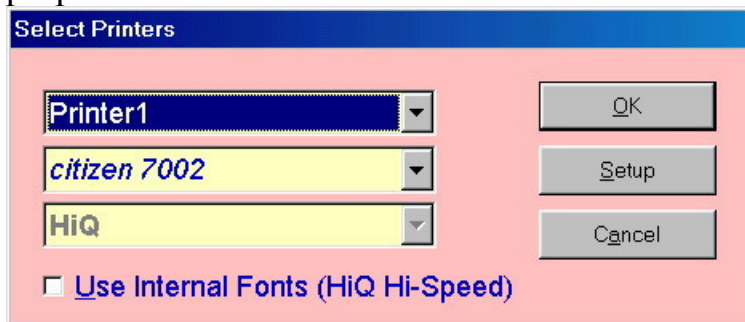 Select Printers
Printer1
OK
citizen 7002
Setup
HiQ
Cancel
Use Internal Fonts (HiQ Hi-Speed)